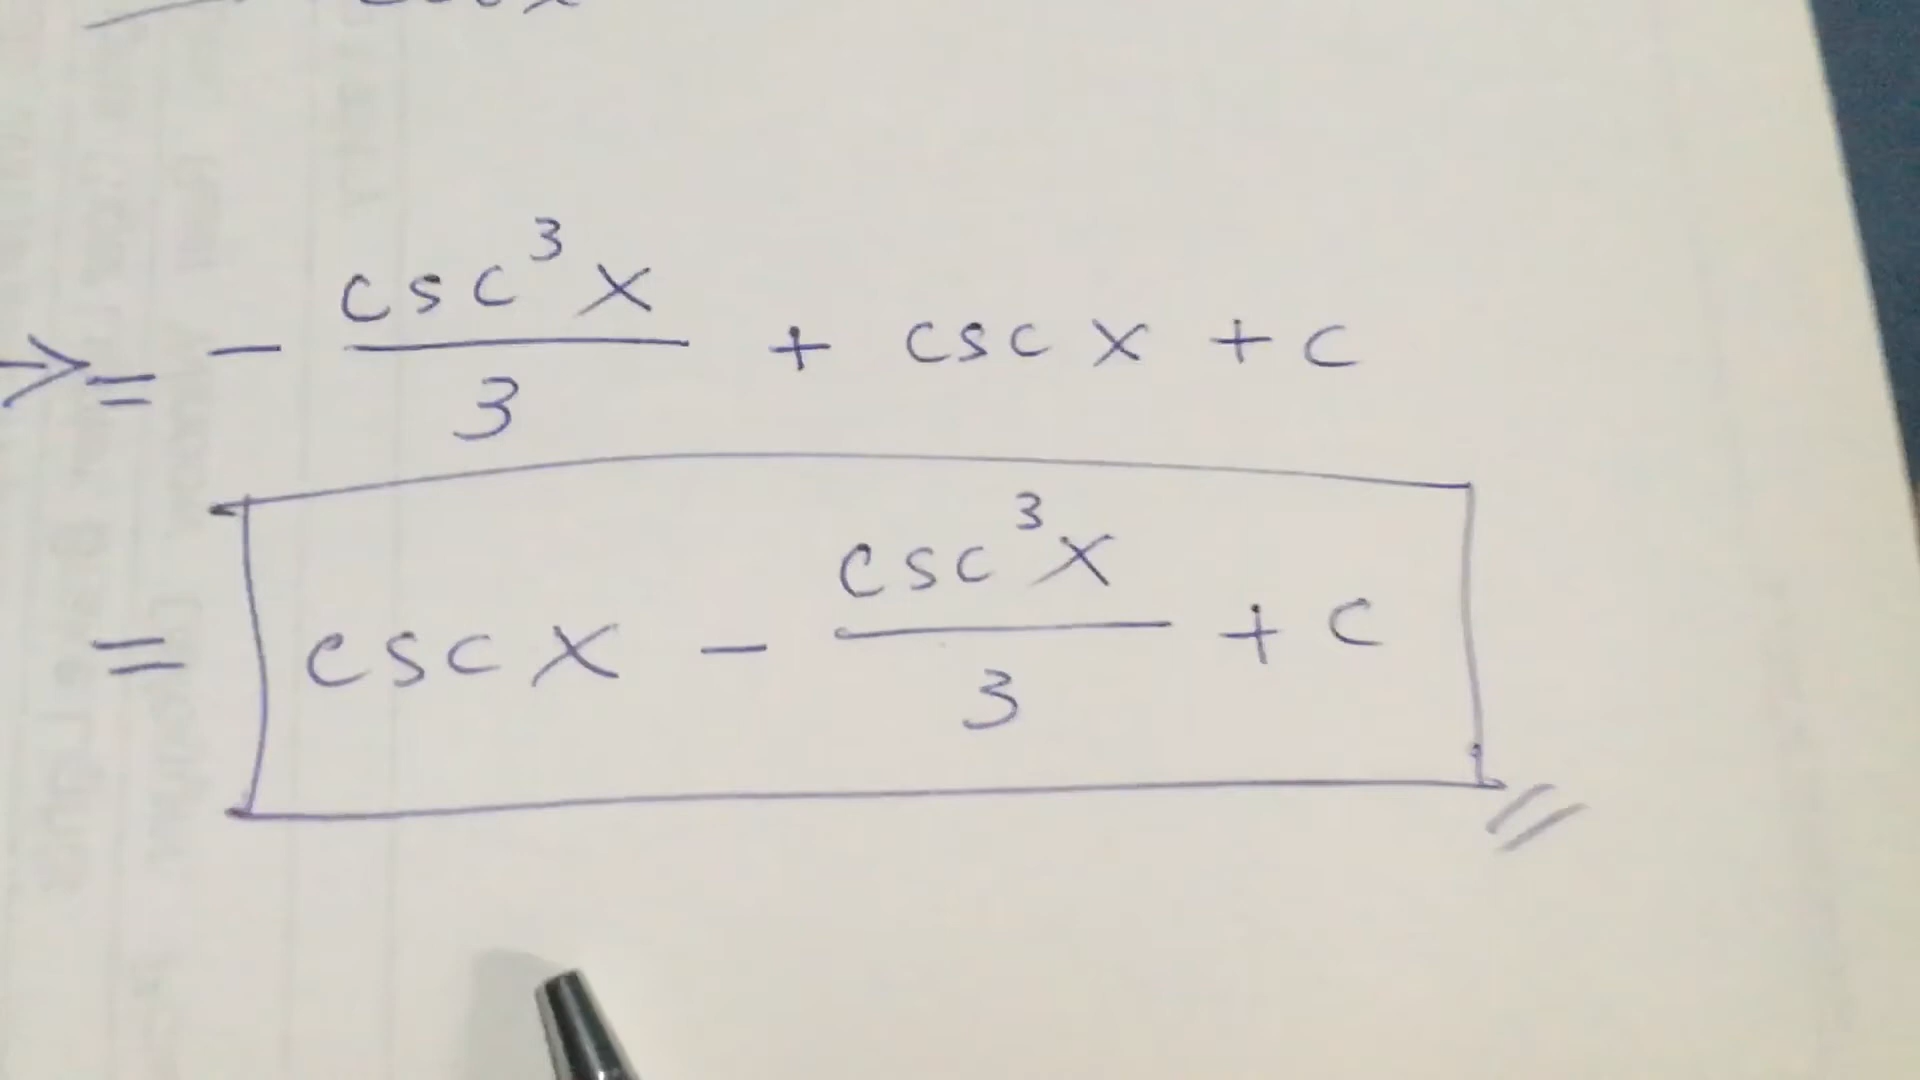 => = - csc³x / 3 + csc x + c
= csc x - csc³x / 3 + c